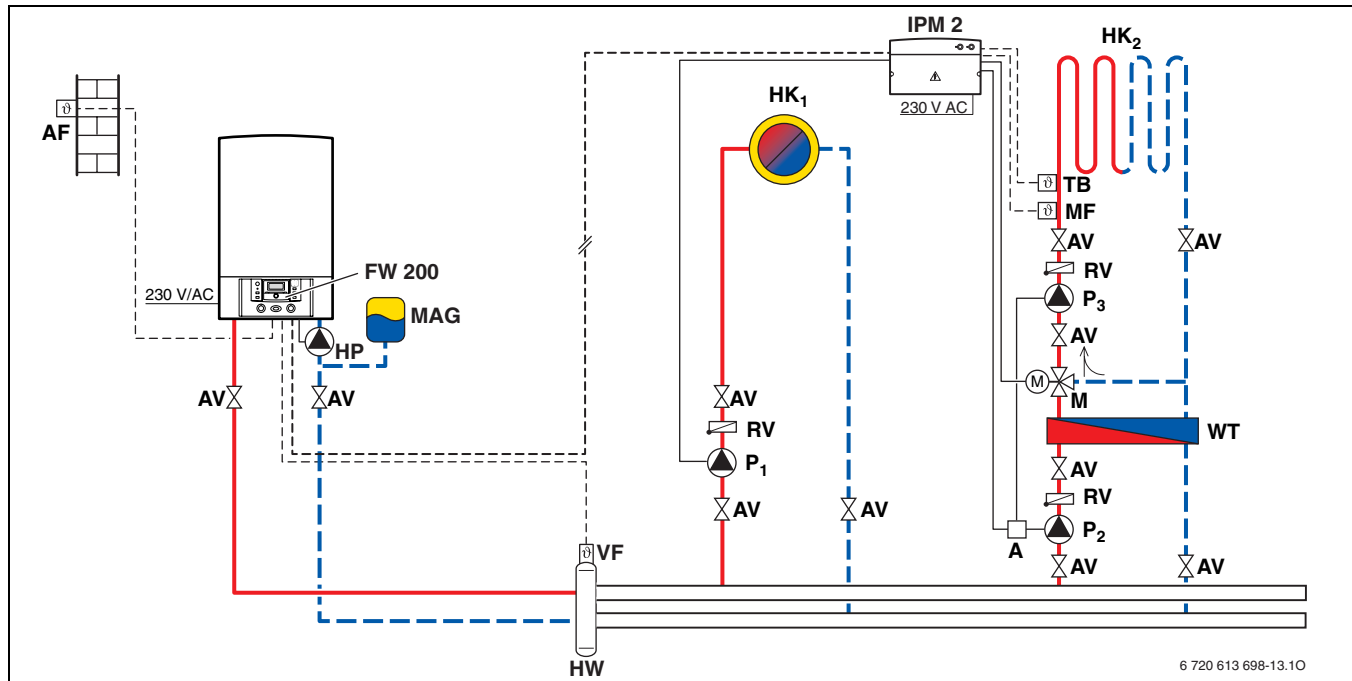 IPM 2
HK2
AF
ϑ
HK1
230 V AC
ϑ TB
ϑ MF
AV
AV
FW 200
230 V/AC
MAG
RV
P3
HP
AV
AV
AV
M
M
AV
WT
RV
AV
P1
RV
AV
AV
P2
A
ϑ VF
AV
AV
HW
6 720 613 698-13.1O